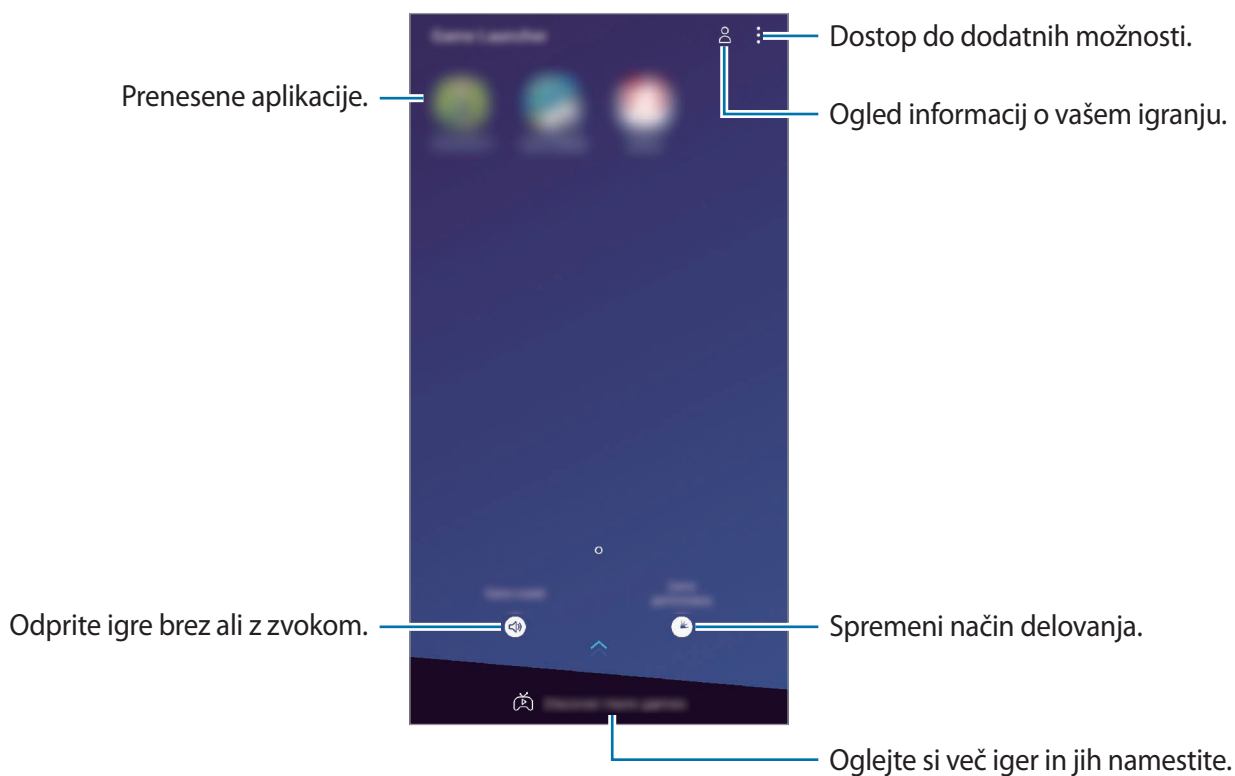 Dostop do dodatnih možnosti.
Prenesene aplikacije.
Ogled informacij o vašem igranju.
Odprite igre brez ali z zvokom.
Spremeni način delovanja.
Oglejte si več iger in jih namestite.